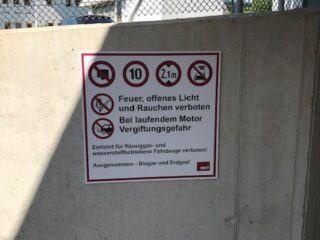 10
2,1m
Feuer, offenes Licht
und Rauchen verboten
Bei laufendem Motor
Vergiftungsgefahr
Einfahrt für flüssiggas- und
wasserstoffbetriebene Fahrzeuge verboten!
Ausgenommen - Biogas und Erdgas!